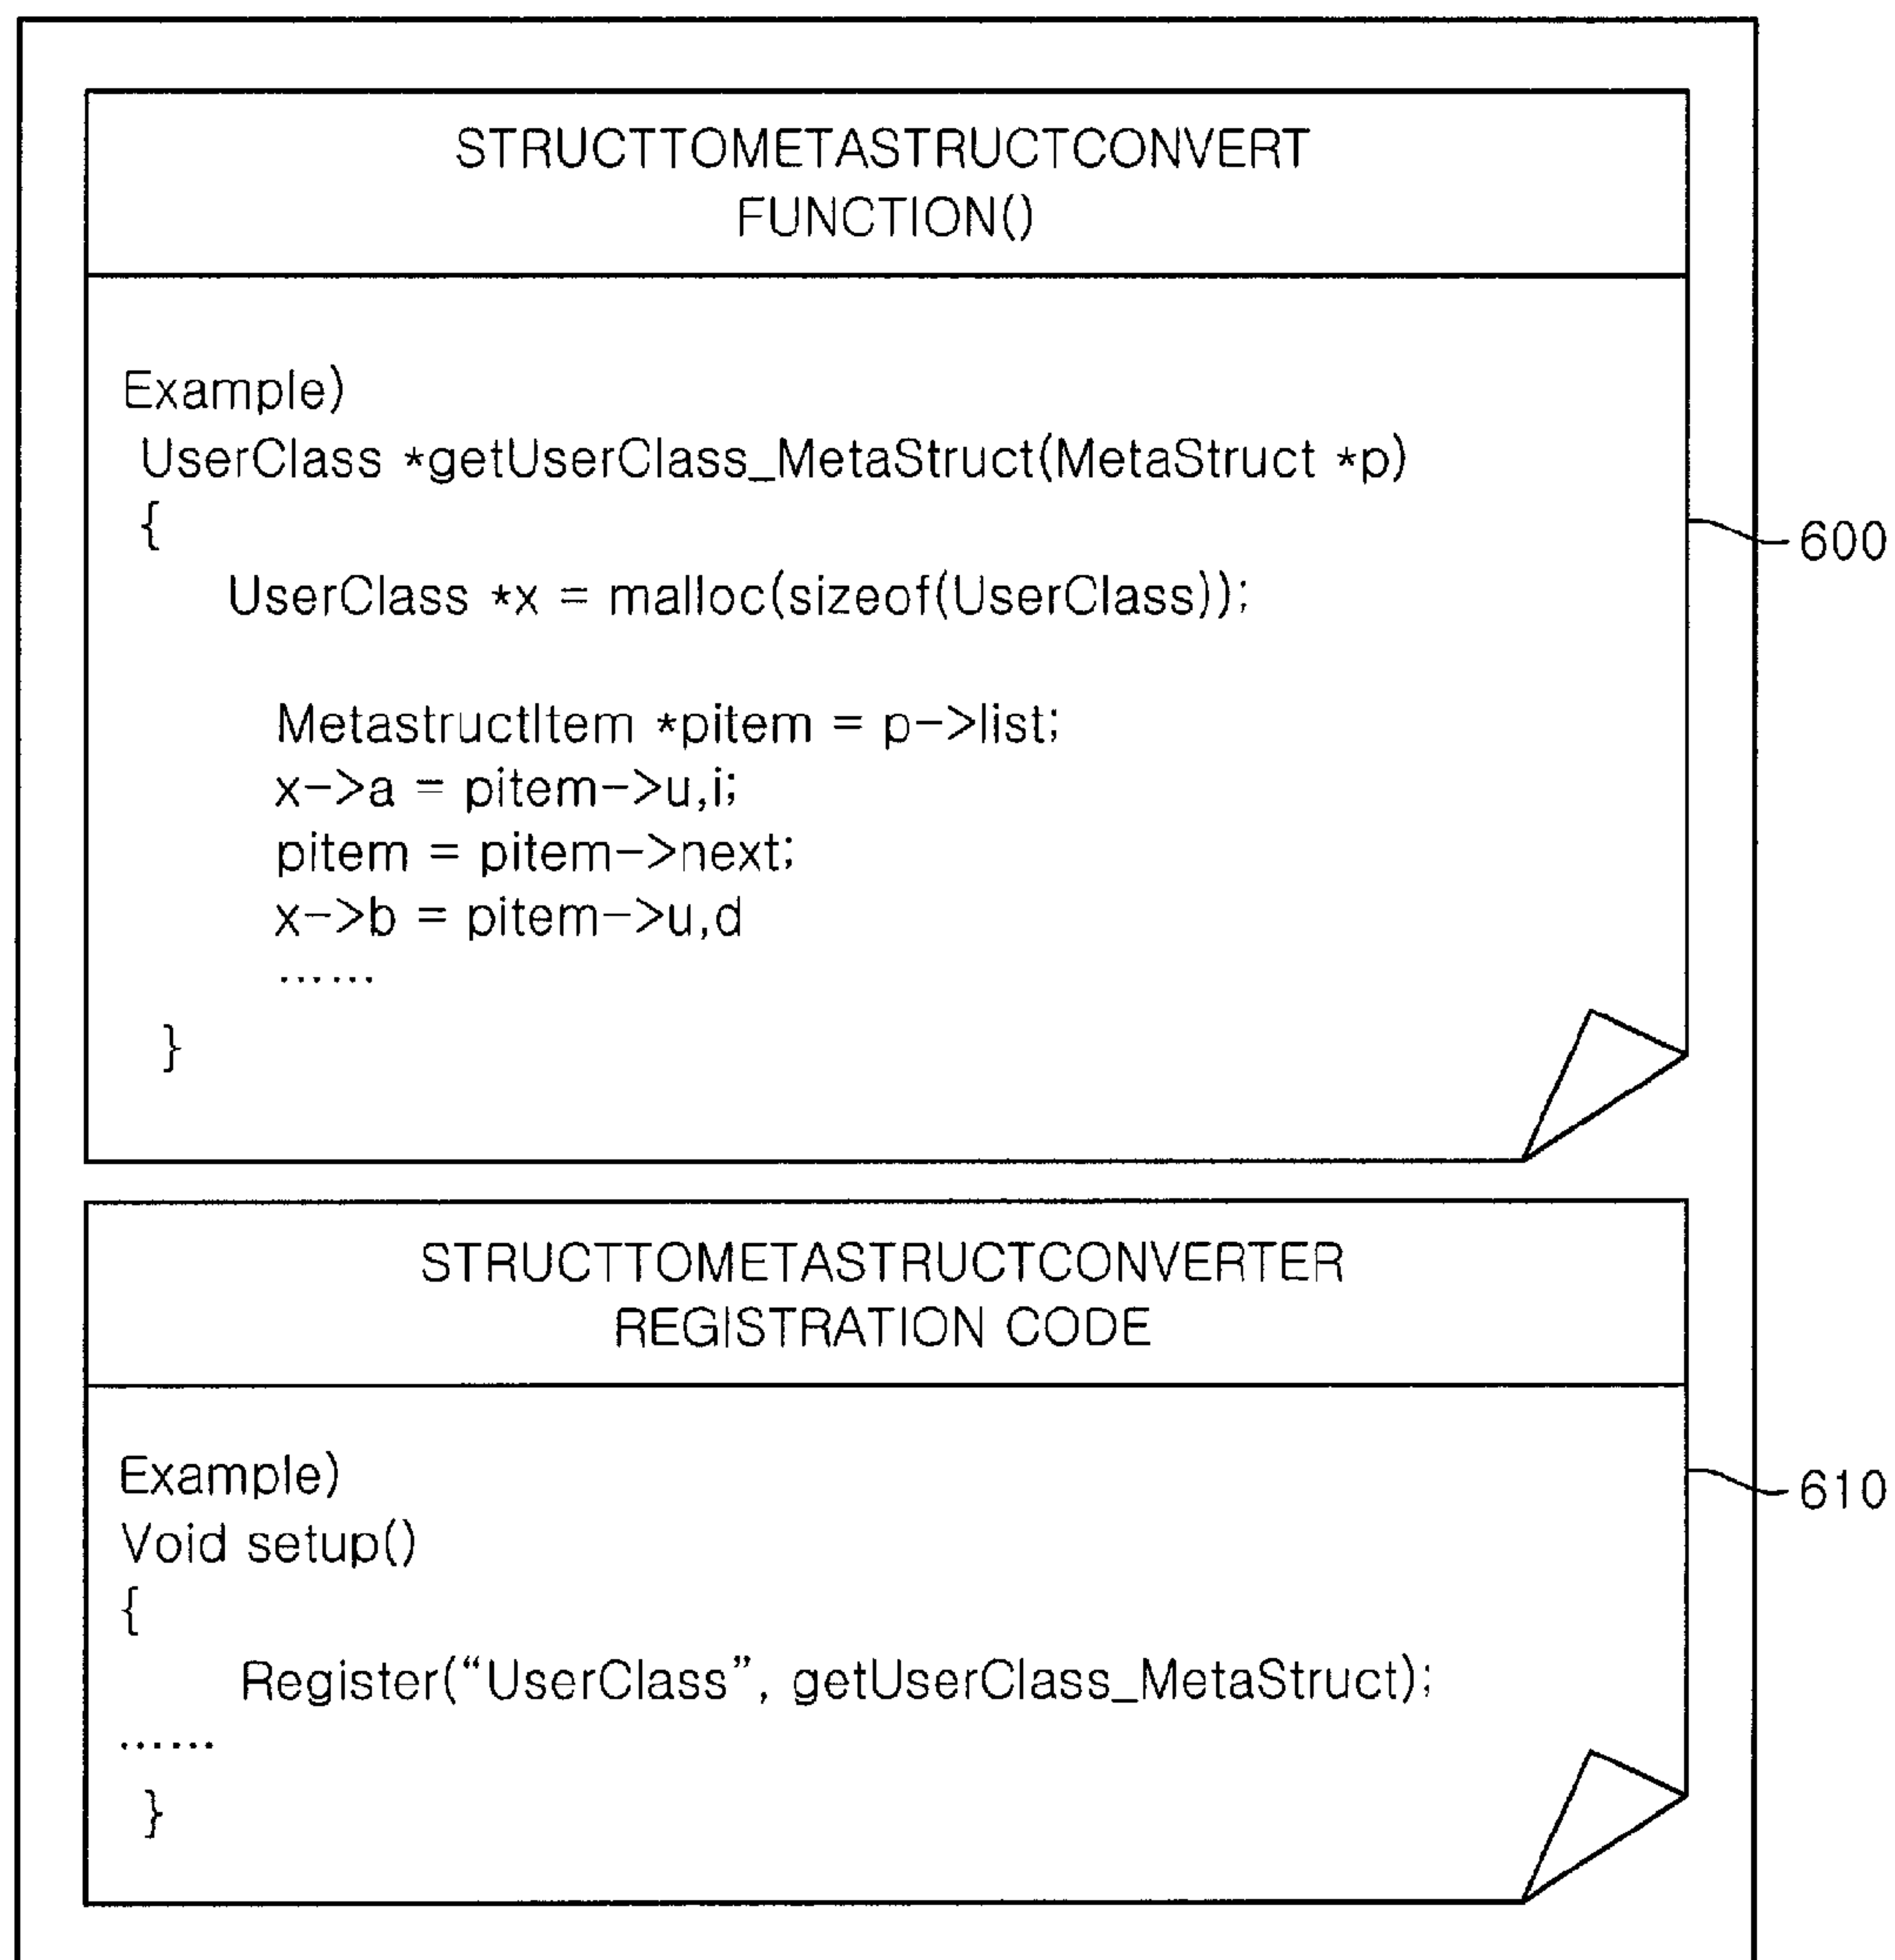 STRUCTTOMETASTRUCTCONVERT
FUNCTION()
Example)
UserClass *getUserClass_MetaStruct(MetaStruct *p)
{
600
UserClass *x = malloc(sizeof(UserClass));
MetastructItem *pitem = p->list;
x->a = pitem->u,i;
pitem = pitem->next;
x->b = pitem->u,d
……
}
STRUCTTOMETASTRUCTCONVERTER
REGISTRATION CODE
Example)
610
Void setup()
{
Register(“UserClass”, getUserClass_MetaStruct);
……
}